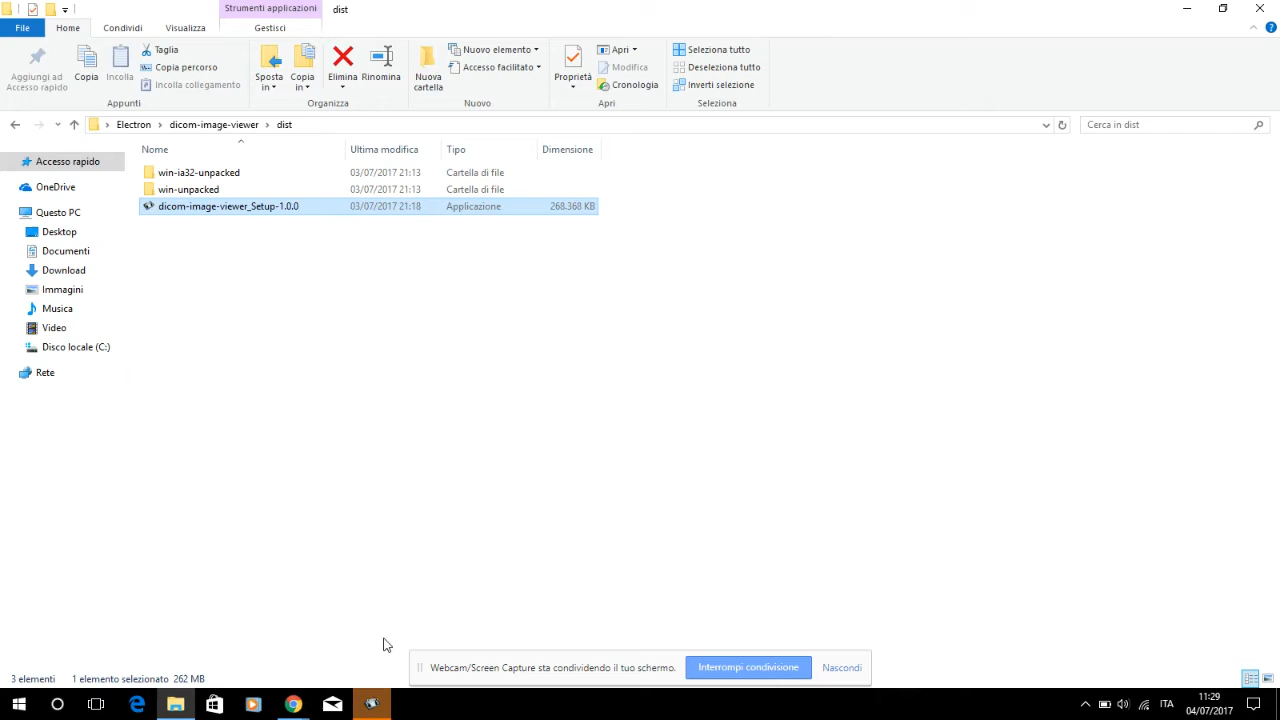 Strumenti applicazioni
dist
File
Home
Condividi
Visualizza
Gestisci
Aggiungi ad Accesso rapido
Copia
Incolla
Taglia
Copia percorso
Incolla collegamento
Appunti
Sposta in
Copia in
Elimina
Rinomina
Organizza
Nuova cartella
Nuovo elemento
Accesso facilitato
Nuovo
Proprietà
Apri
Modifica
Cronologia
Apri
Seleziona tutto
Deseleziona tutto
Inverti selezione
Seleziona
Electron > dicom-image-viewer > dist
Cerca in dist
Nome Ultima modifica Tipo Dimensione
win-ia32-unpacked 03/07/2017 21:13 Cartella di file
win-unpacked 03/07/2017 21:13 Cartella di file
dicom-image-viewer_Setup-1.0.0 03/07/2017 21:18 Applicazione 268.368 KB
Accesso rapido
OneDrive
Questo PC
Desktop
Documenti
Download
Immagini
Musica
Video
Disco locale (C:)
Rete
Webcam/Screen Capture sta condividendo il tuo schermo. Interrompi condivisione Nascondi
3 elementi 1 elemento selezionato 262 MB
ITA
11:29
04/07/2017